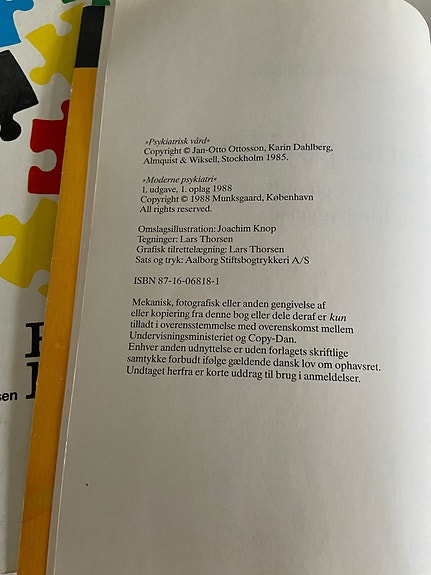 »Psykiatrisk vård«
Copyright © Jan-Otto Ottosson, Karin Dahlberg,
Almquist & Wiksell, Stockholm 1985.
»Moderne psykiatri«
1. udgave, 1. oplag 1988
Copyright © 1988 Munksgaard, København
All rights reserved.
Omslagsillustration: Joachim Knop
Tegninger: Lars Thorsen
Grafisk tilrettelægning: Lars Thorsen
Sats og tryk: Aalborg Stiftsbogtrykkeri A/S
ISBN 87-16-06818-1
Mekanisk, fotografisk eller anden gengivelse af
eller kopiering fra denne bog eller dele deraf er kun
tilladt i overensstemmelse med overenskomst mellem
Undervisningsministeriet og Copy-Dan.
Enhver anden udnyttelse er uden forlagets skriftlige
samtykke forbudt ifølge gældende dansk lov om ophavsret.
Undtaget herfra er korte uddrag til brug i anmeldelser.